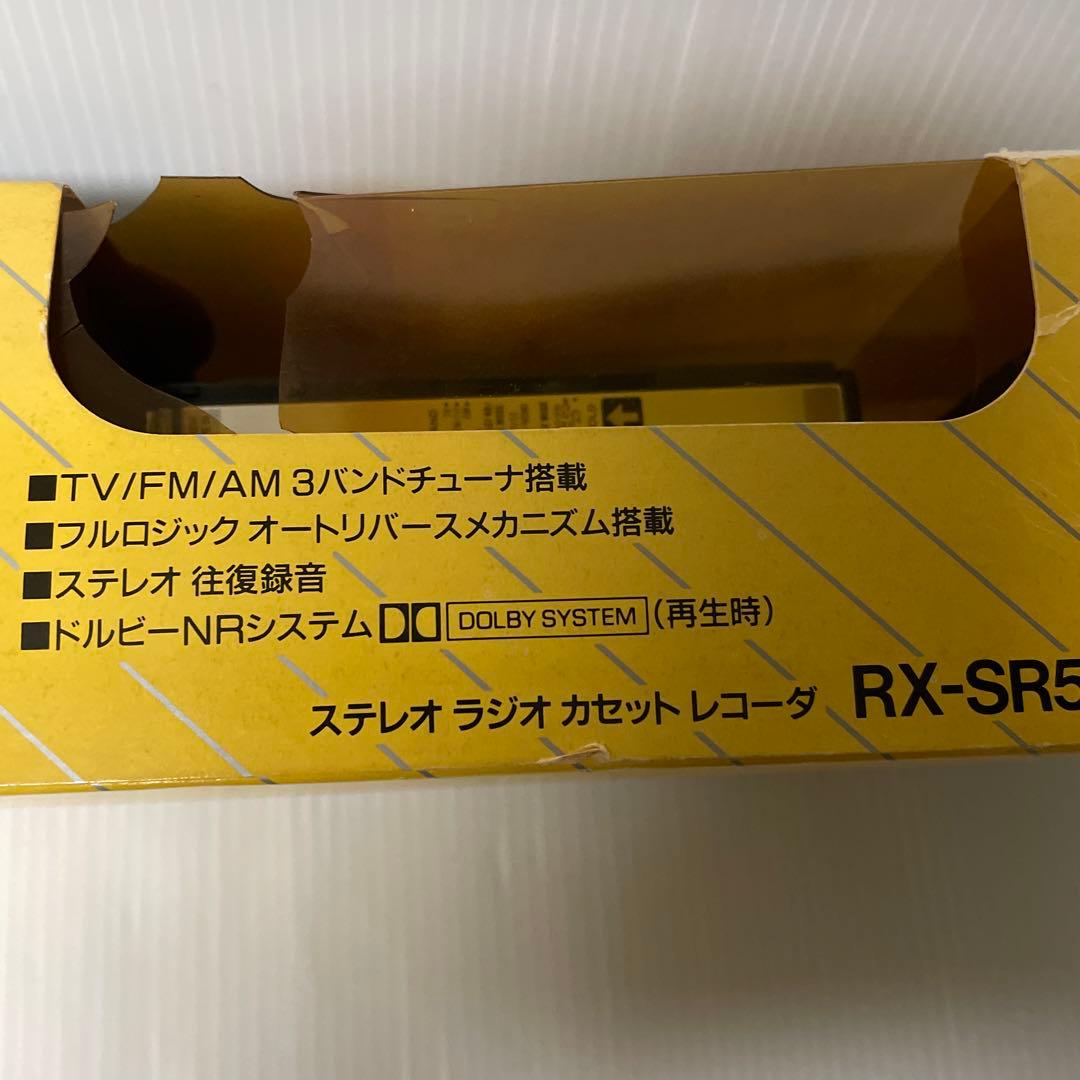 ■TV/FM/AM 3バンドチューナ搭載
■フルロジック オートリバースメカニズム搭載
■ステレオ 往復録音
■ドルビーNRシステム DOLBY SYSTEM (再生時)
ステレオ ラジオ カセット レコーダ RX-SR5